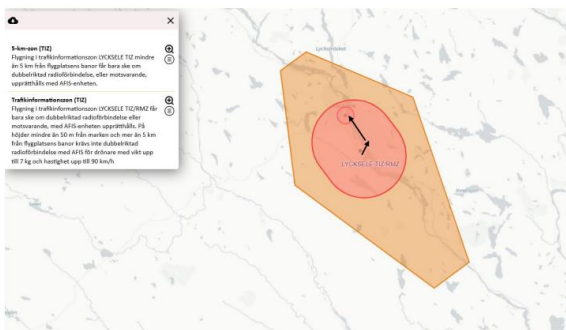 5-km-zon (TIZ)
Flygning i trafikinformationszon LYCKSELE TIZ mindre
än 5 km från flygplatsens banor får bara ske om
dubbelriktad radioförbindelse, eller motsvarande,
upprätthålls med AFIS-enheten.
Trafikinformationszon (TIZ)
Flygning i trafikinformationszon LYCKSELE TIZ/RMZ får
bara ske om dubbelriktad radioförbindelse eller
motsvarande, med AFIS-enheten upprätthålls. På
höjder mindre än 50 m från marken och mer än 5 km
från flygplatsens banor krävs inte dubbelriktad
radioförbindelse med AFIS för drönare med vikt upp
till 7 kg och hastighet upp till 90 km/h
LYCKSELE TIZ/RMZ